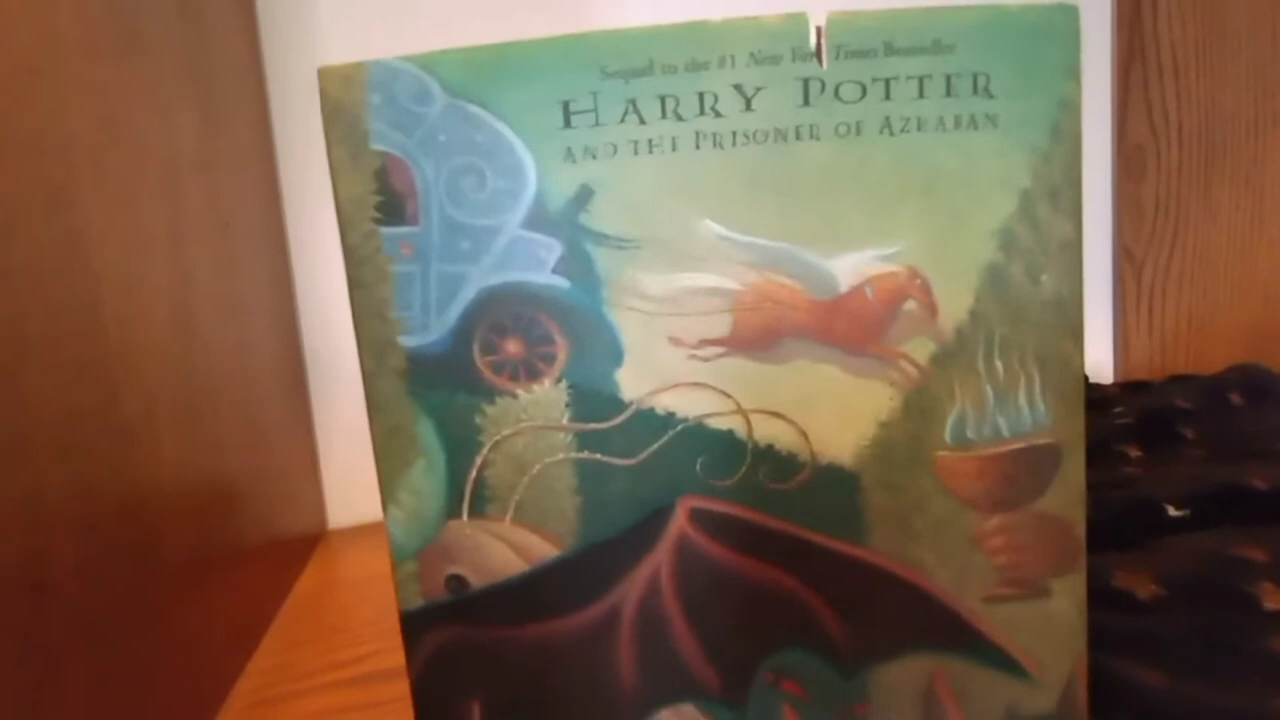 Sequel to the #1 New York Times Bestseller
HARRY POTTER
AND THE PRISONER OF AZKABAN